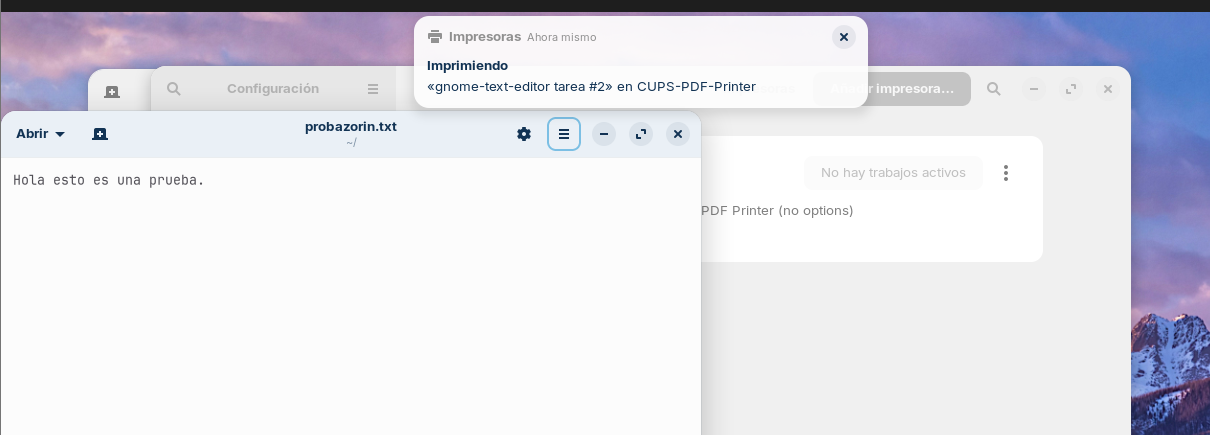 Impresoras Ahora mismo
Imprimiendo
«gnome-text-editor tarea #2» en CUPS-PDF-Printer
Configuración
impresora...
Abrir
probazorin.txt
~/
Hola esto es una prueba.
No hay trabajos activos
PDF Printer (no options)